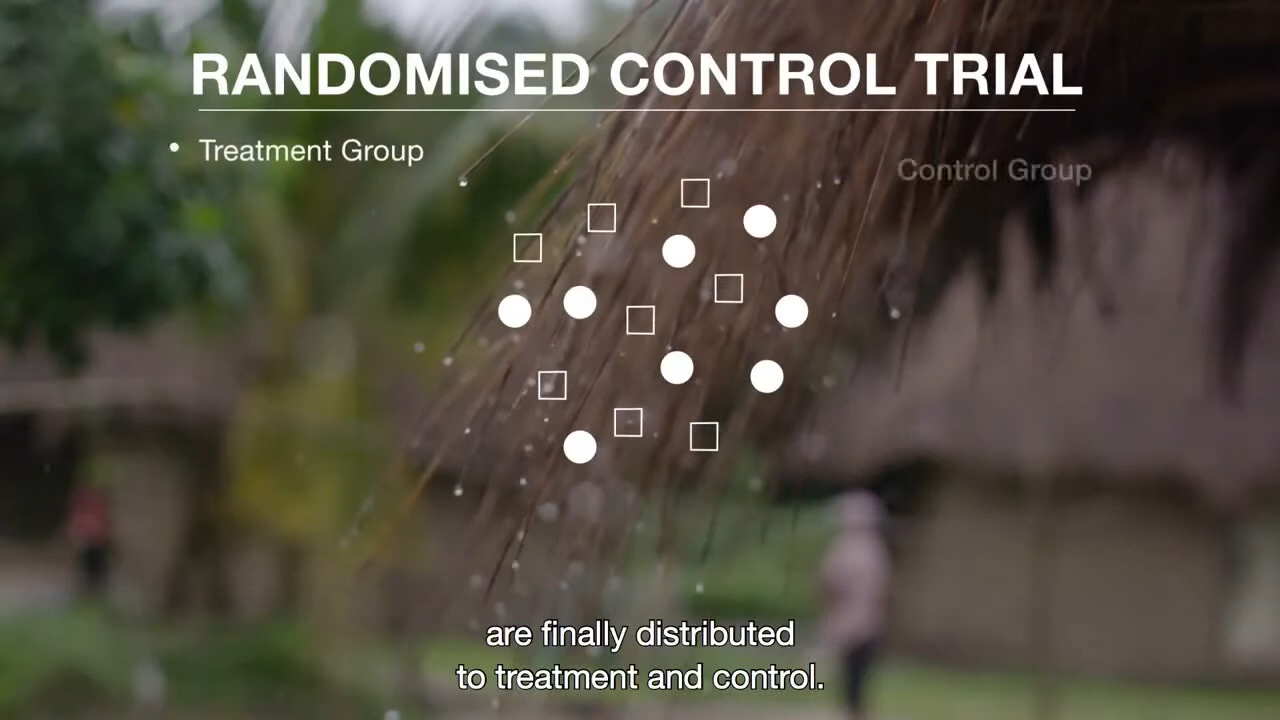 RANDOMISED CONTROL TRIAL
• Treatment Group
Control Group
are finally distributed
to treatment and control.